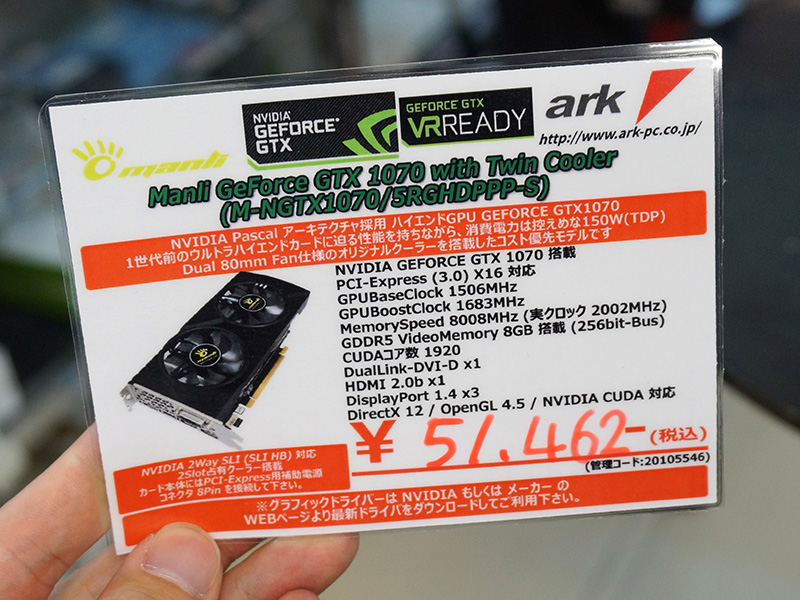 NVIDIA
GEFORCE®
GTX
GEFORCE GTX
VRREADY
ark
http://www.ark-pc.co.jp/
manli
Manli GeForce GTX 1070 with Twin Cooler
(M-NGTX1070/5RGHDPPP-S)
NVIDIA Pascal アーキテクチャ採用 ハイエンドGPU GEFORCE GTX1070
1世代前のウルトラハイエンドカードに迫る性能を持ちながら、消費電力は控えめな150W(TDP)
Dual 80mm Fan仕様のオリジナルクーラーを搭載したコスト優先モデルです
NVIDIA GEFORCE GTX 1070 搭載
PCI-Express (3.0) X16 対応
GPUBaseClock 1506MHz
GPUBoostClock 1683MHz
MemorySpeed 8008MHz (実クロック 2002MHz)
GDDR5 VideoMemory 8GB 搭載 (256bit-Bus)
CUDAコア数 1920
DualLink-DVI-D x1
HDMI 2.0b x1
DisplayPort 1.4 x3
DirectX 12 / OpenGL 4.5 / NVIDIA CUDA 対応
¥ 51.462- (税込)
(管理コード:20105546)
NVIDIA 2Way SLI (SLI HB) 対応
2Slot占有クーラー搭載
カード本体にはPCI-Express用補助電源
コネクタ 8Pin を接続して下さい。
※グラフィックドライバーは NVIDIA もしくは メーカー の
WEBページより最新ドライバをダウンロードしてご利用下さい。